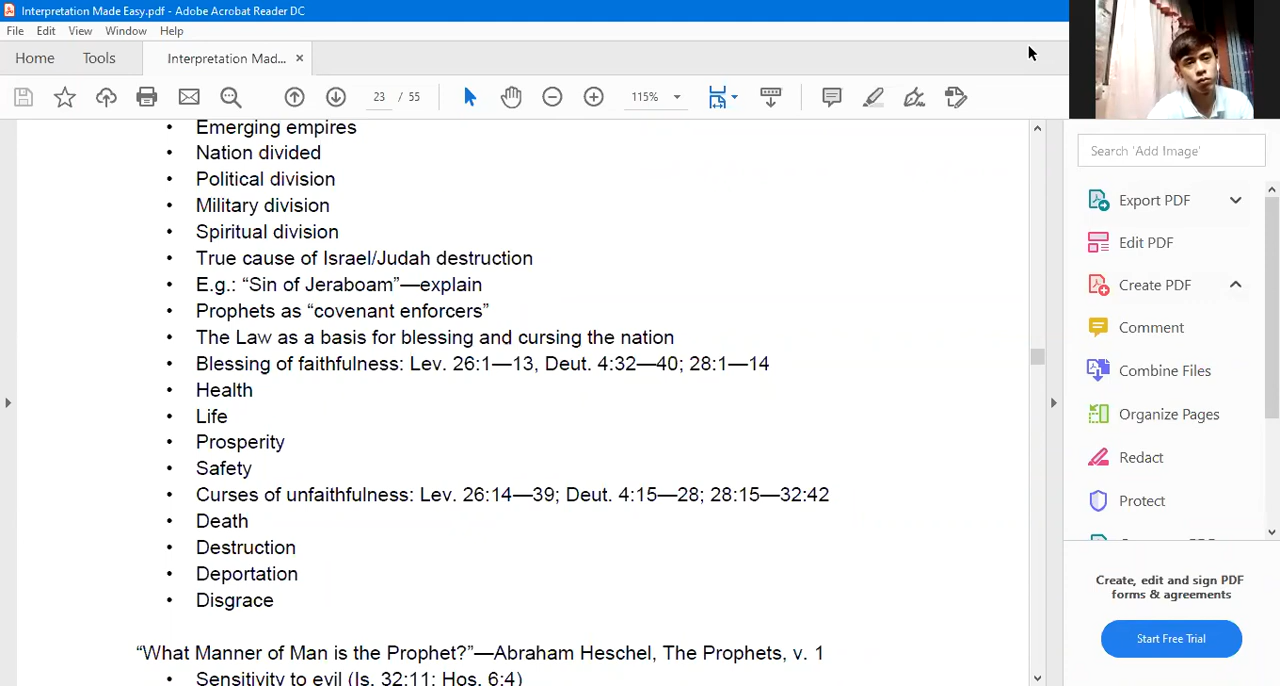 Interpretation Made Easy.pdf - Adobe Acrobat Reader DC
File Edit View Window Help
Home Tools Interpretation Mad... ×
23 / 55 115%
• Emerging empires
• Nation divided
• Political division
• Military division
• Spiritual division
• True cause of Israel/Judah destruction
• E.g.: “Sin of Jeraboam”—explain
• Prophets as “covenant enforcers”
• The Law as a basis for blessing and cursing the nation
• Blessing of faithfulness: Lev. 26:1—13, Deut. 4:32—40; 28:1—14
• Health
• Life
• Prosperity
• Safety
• Curses of unfaithfulness: Lev. 26:14—39; Deut. 4:15—28; 28:15—32:42
• Death
• Destruction
• Deportation
• Disgrace
“What Manner of Man is the Prophet?”—Abraham Heschel, The Prophets, v. 1
• Sensitivity to evil (Is. 32:11; Hos. 6:4)
Search 'Add Image'
Export PDF
Edit PDF
Create PDF
Comment
Combine Files
Organize Pages
Redact
Protect
Create, edit and sign PDF
forms & agreements
Start Free Trial